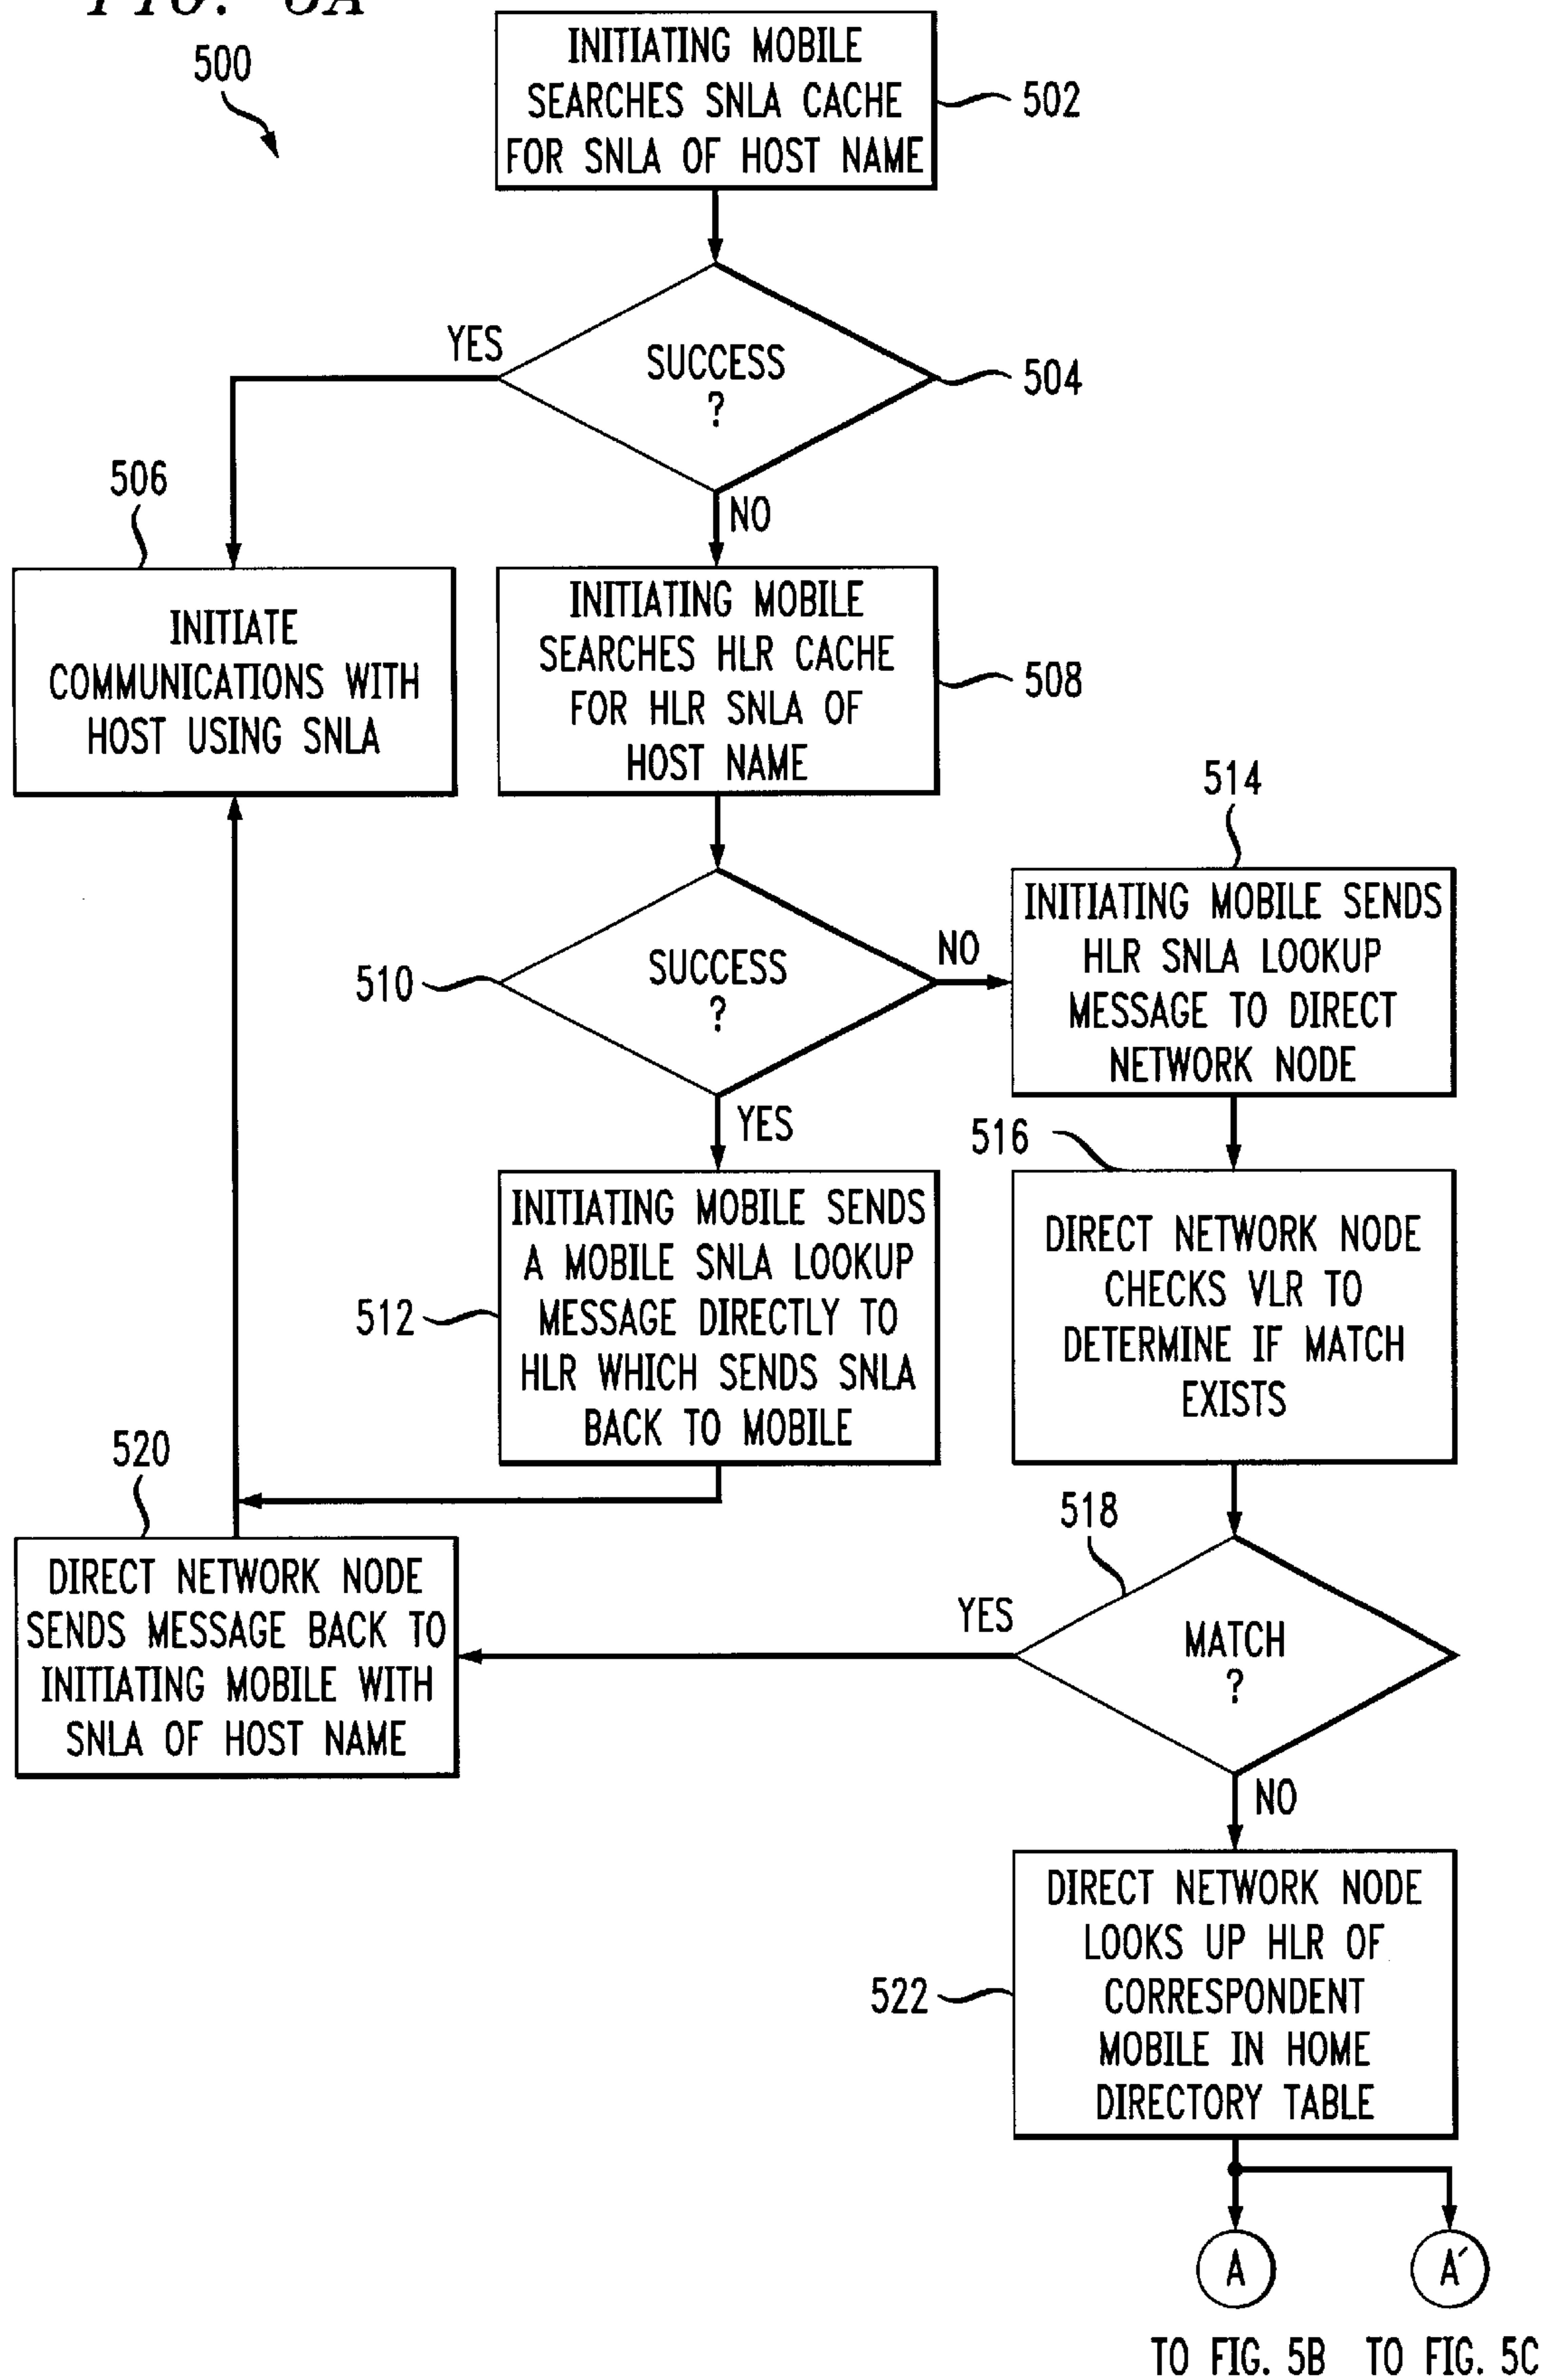 500
INITIATING MOBILE
SEARCHES SNLA CACHE
FOR SNLA OF HOST NAME
502
YES
SUCCESS
?
504
NO
506
INITIATE
COMMUNICATIONS WITH
HOST USING SNLA
INITIATING MOBILE
SEARCHES HLR CACHE
FOR HLR SNLA OF
HOST NAME
508
510
SUCCESS
?
NO
YES
514
INITIATING MOBILE SENDS
HLR SNLA LOOKUP
MESSAGE TO DIRECT
NETWORK NODE
512
INITIATING MOBILE SENDS
A MOBILE SNLA LOOKUP
MESSAGE DIRECTLY TO
HLR WHICH SENDS SNLA
BACK TO MOBILE
516
DIRECT NETWORK NODE
CHECKS VLR TO
DETERMINE IF MATCH
EXISTS
520
DIRECT NETWORK NODE
SENDS MESSAGE BACK TO
INITIATING MOBILE WITH
SNLA OF HOST NAME
518
YES
MATCH
?
NO
522
DIRECT NETWORK NODE
LOOKS UP HLR OF
CORRESPONDENT
MOBILE IN HOME
DIRECTORY TABLE
A
A´
TO FIG. 5B
TO FIG. 5C